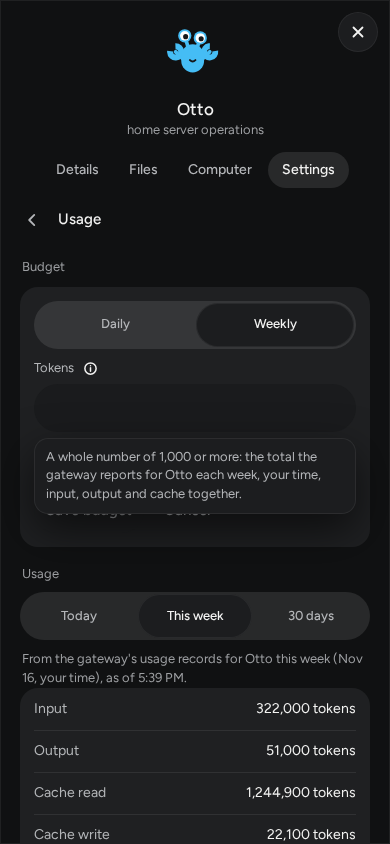 Otto
home server operations
Details Files Computer Settings
Usage
Budget
Daily Weekly
Tokens
A whole number of 1,000 or more: the total the
gateway reports for Otto each week, your time,
input, output and cache together.
Usage
Today This week 30 days
From the gateway's usage records for Otto this week (Nov
16, your time), as of 5:39 PM.
Input 322,000 tokens
Output 51,000 tokens
Cache read 1,244,900 tokens
Cache write 22,100 tokens